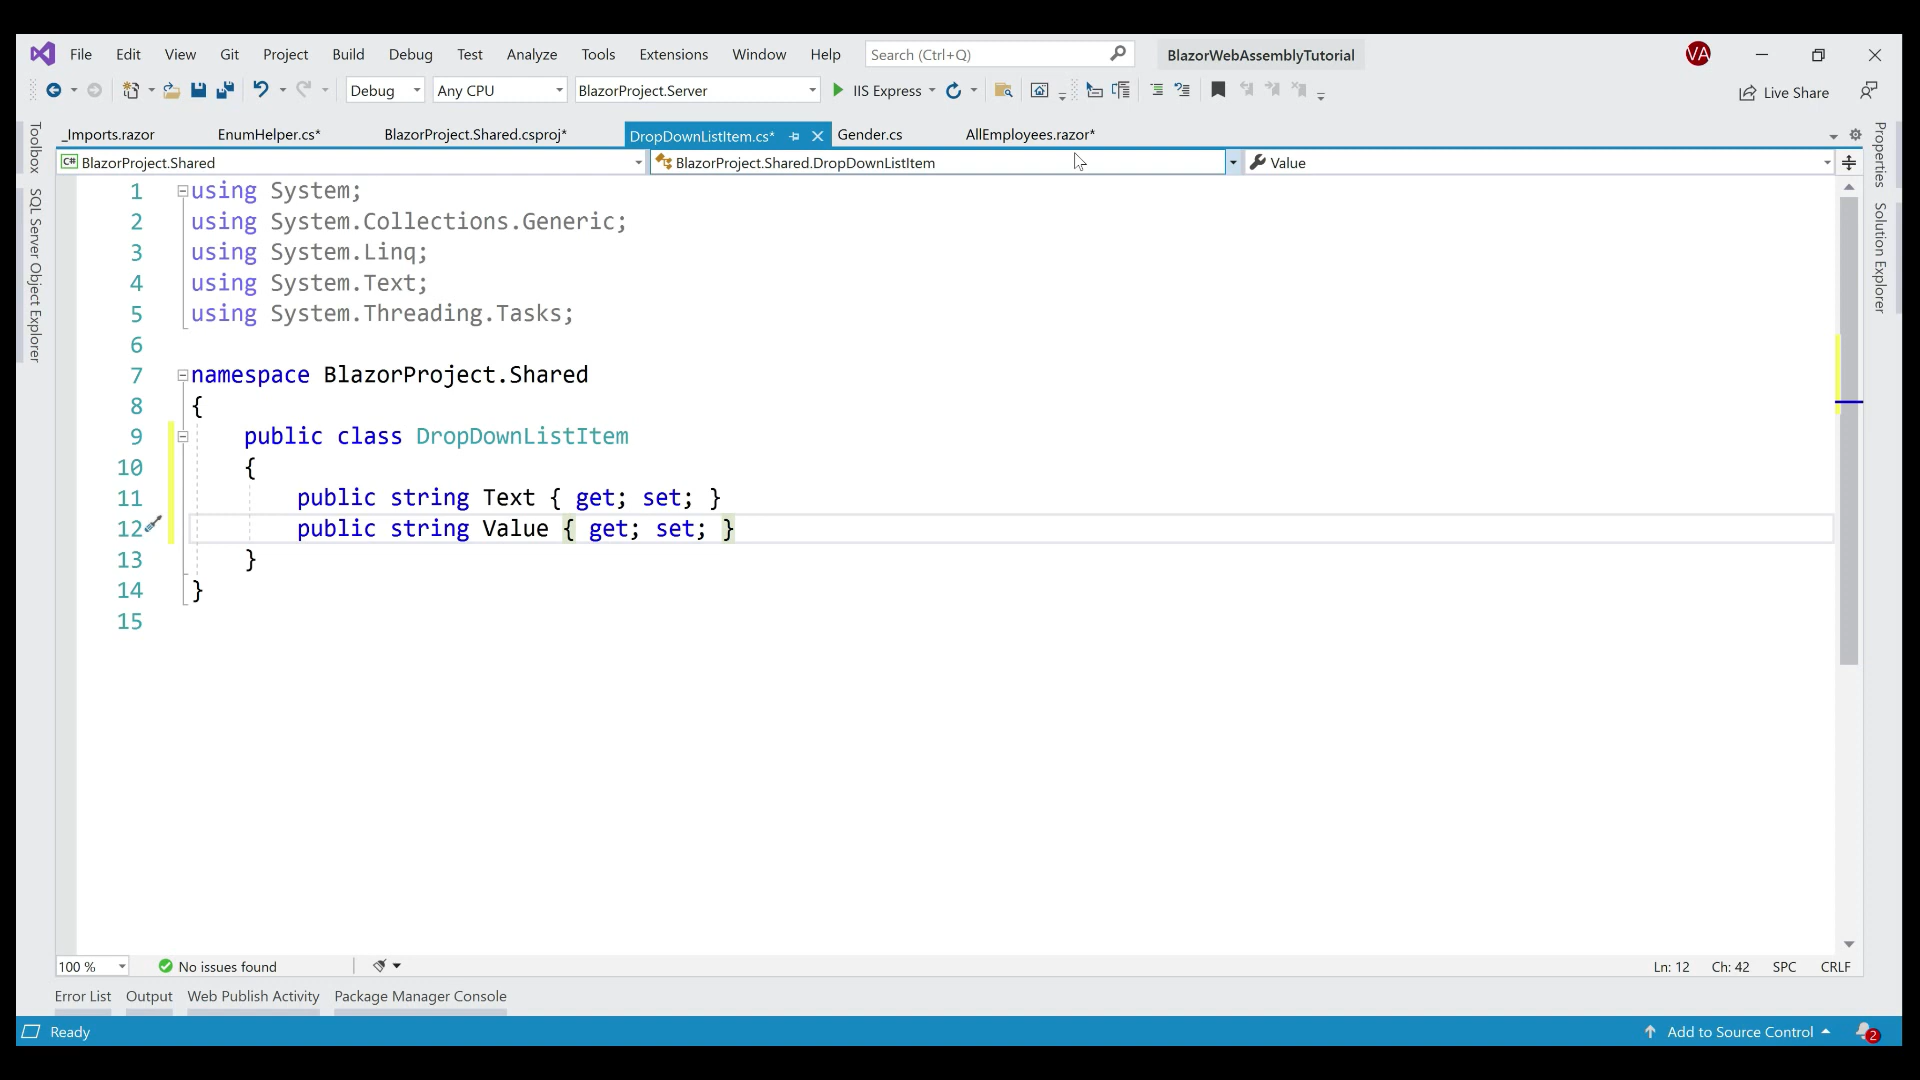 File Edit View Git Project Build Debug Test Analyze Tools Extensions Window Help Search (Ctrl+Q) BlazorWebAssemblyTutorial VA
Debug Any CPU BlazorProject.Server IIS Express Live Share
_Imports.razor EnumHelper.cs* BlazorProject.Shared.csproj* DropDownListItem.cs* Gender.cs AllEmployees.razor*
C# BlazorProject.Shared BlazorProject.Shared.DropDownListItem Value
Toolbox
SQL Server Object Explorer
Properties
Solution Explorer
1 using System;
2 using System.Collections.Generic;
3 using System.Linq;
4 using System.Text;
5 using System.Threading.Tasks;
6
7 namespace BlazorProject.Shared
8 {
9 public class DropDownListItem
10 {
11 public string Text { get; set; }
12 public string Value { get; set; }
13 }
14 }
15
100 % No issues found Ln: 12 Ch: 42 SPC CRLF
Error List Output Web Publish Activity Package Manager Console
Ready Add to Source Control 2